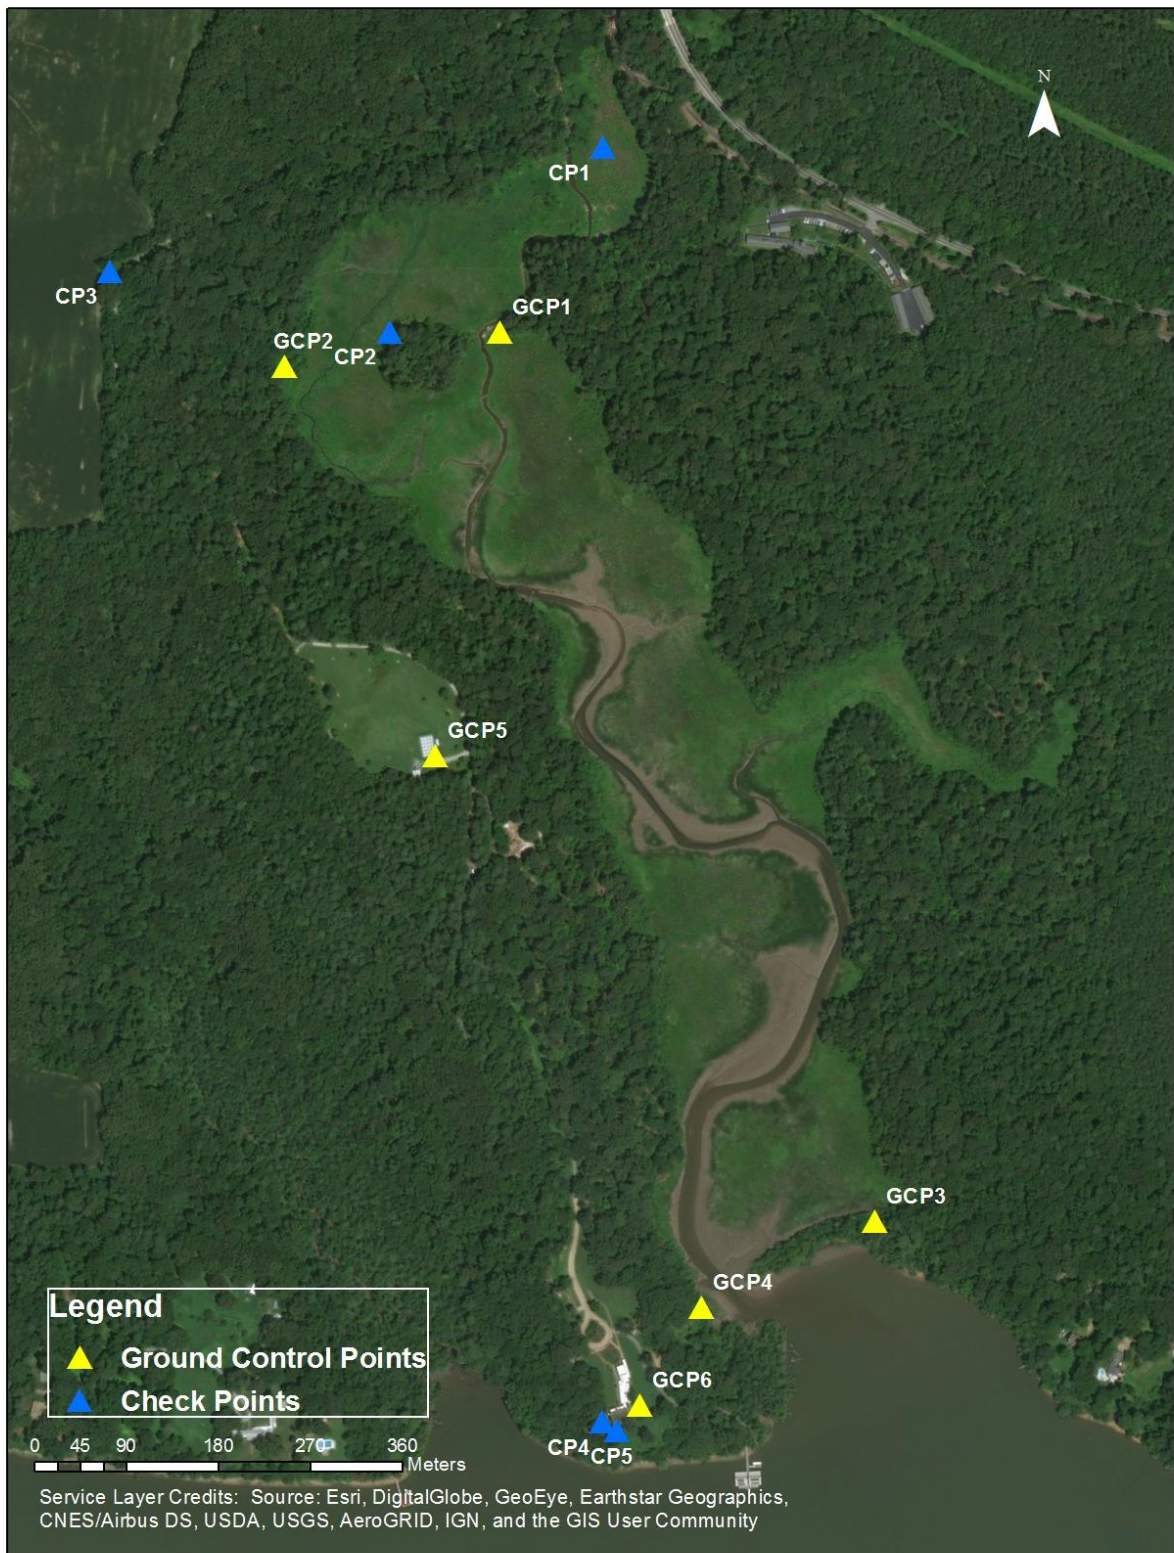 N
CP1
CP3
GCP1
GCP2
CP2
GCP5
GCP3
GCP4
GCP6
CP4
CP5
Legend
Ground Control Points
Check Points
0 45 90 180 270 360
Meters
Service Layer Credits: Source: Esri, DigitalGlobe, GeoEye, Earthstar Geographics,
CNES/Airbus DS, USDA, USGS, AeroGRID, IGN, and the GIS User Community